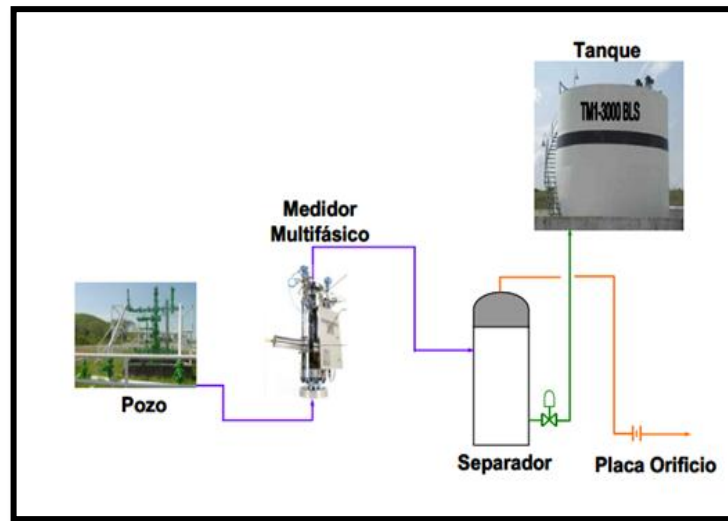 Tanque
TM1-3000 BLS
Medidor
Multifásico
Pozo
Separador
Placa Orificio